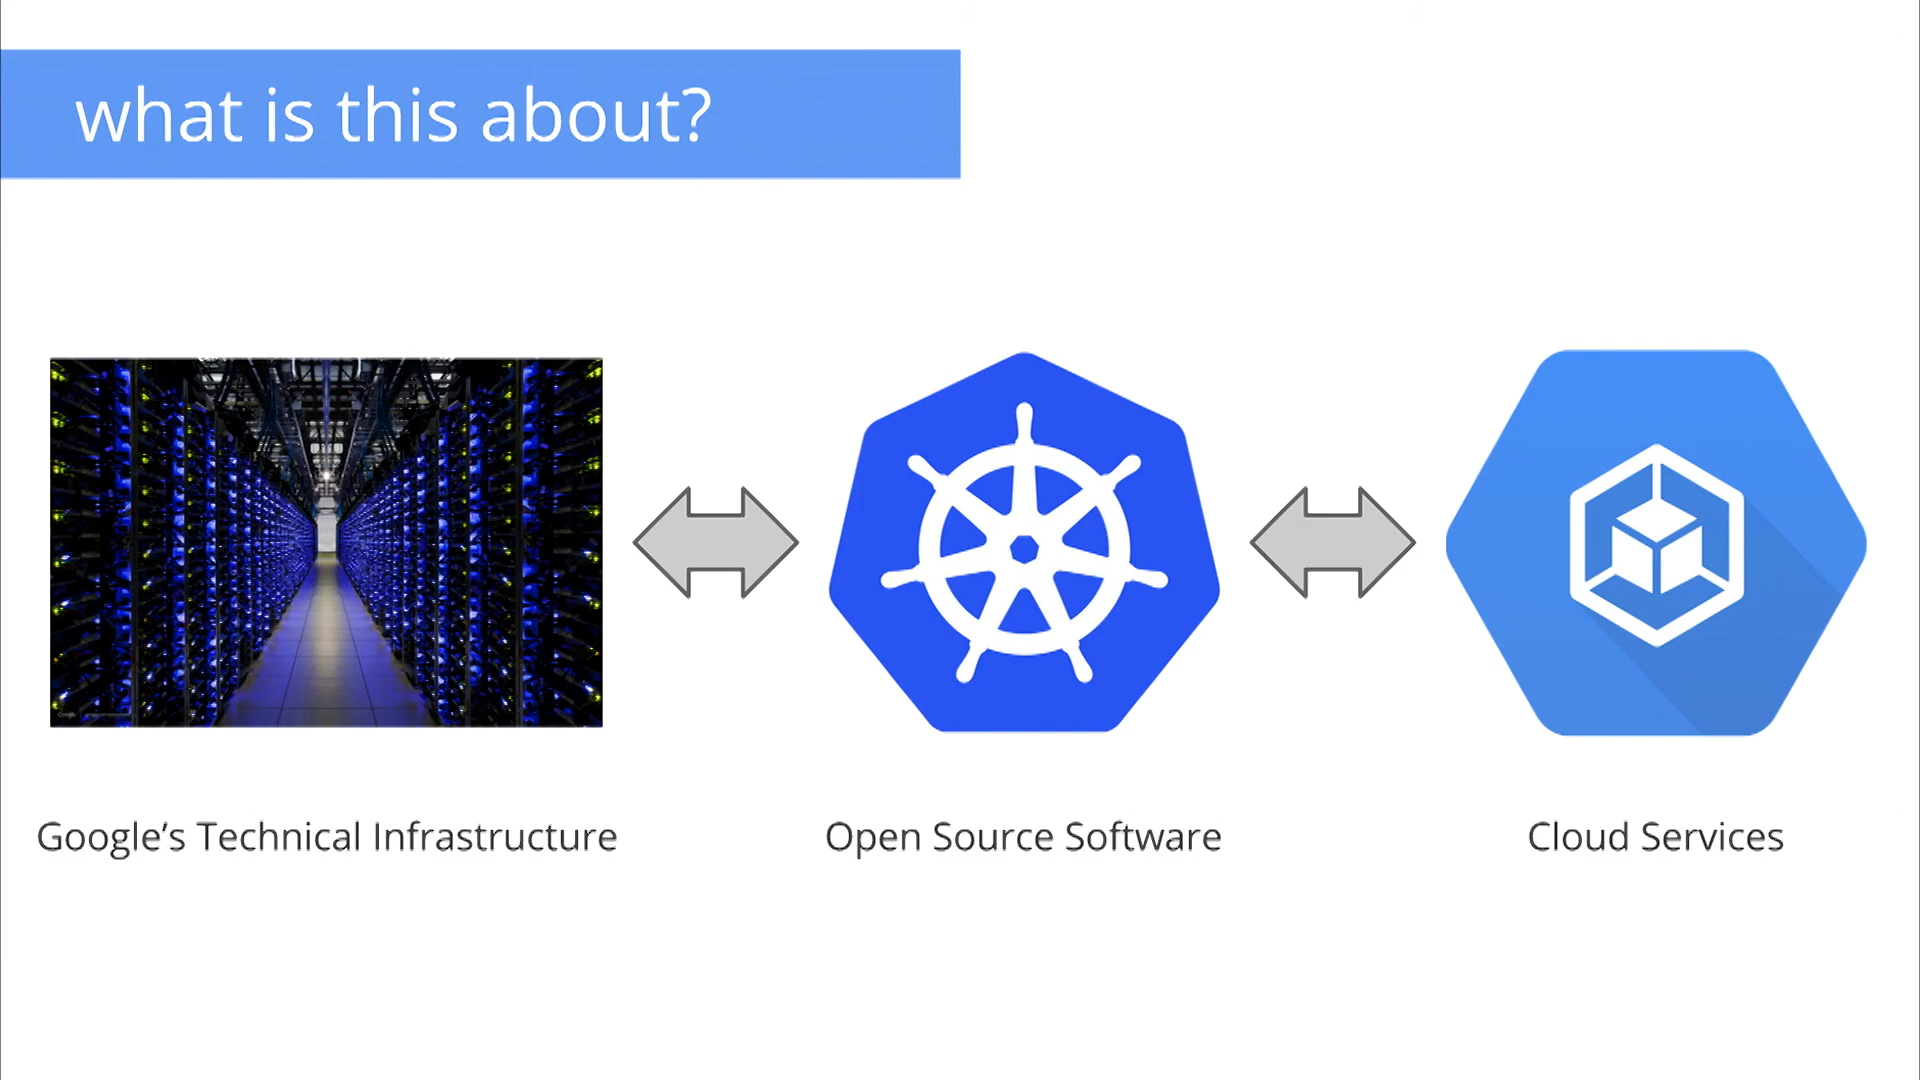 what is this about?
Google’s Technical Infrastructure
Open Source Software
Cloud Services